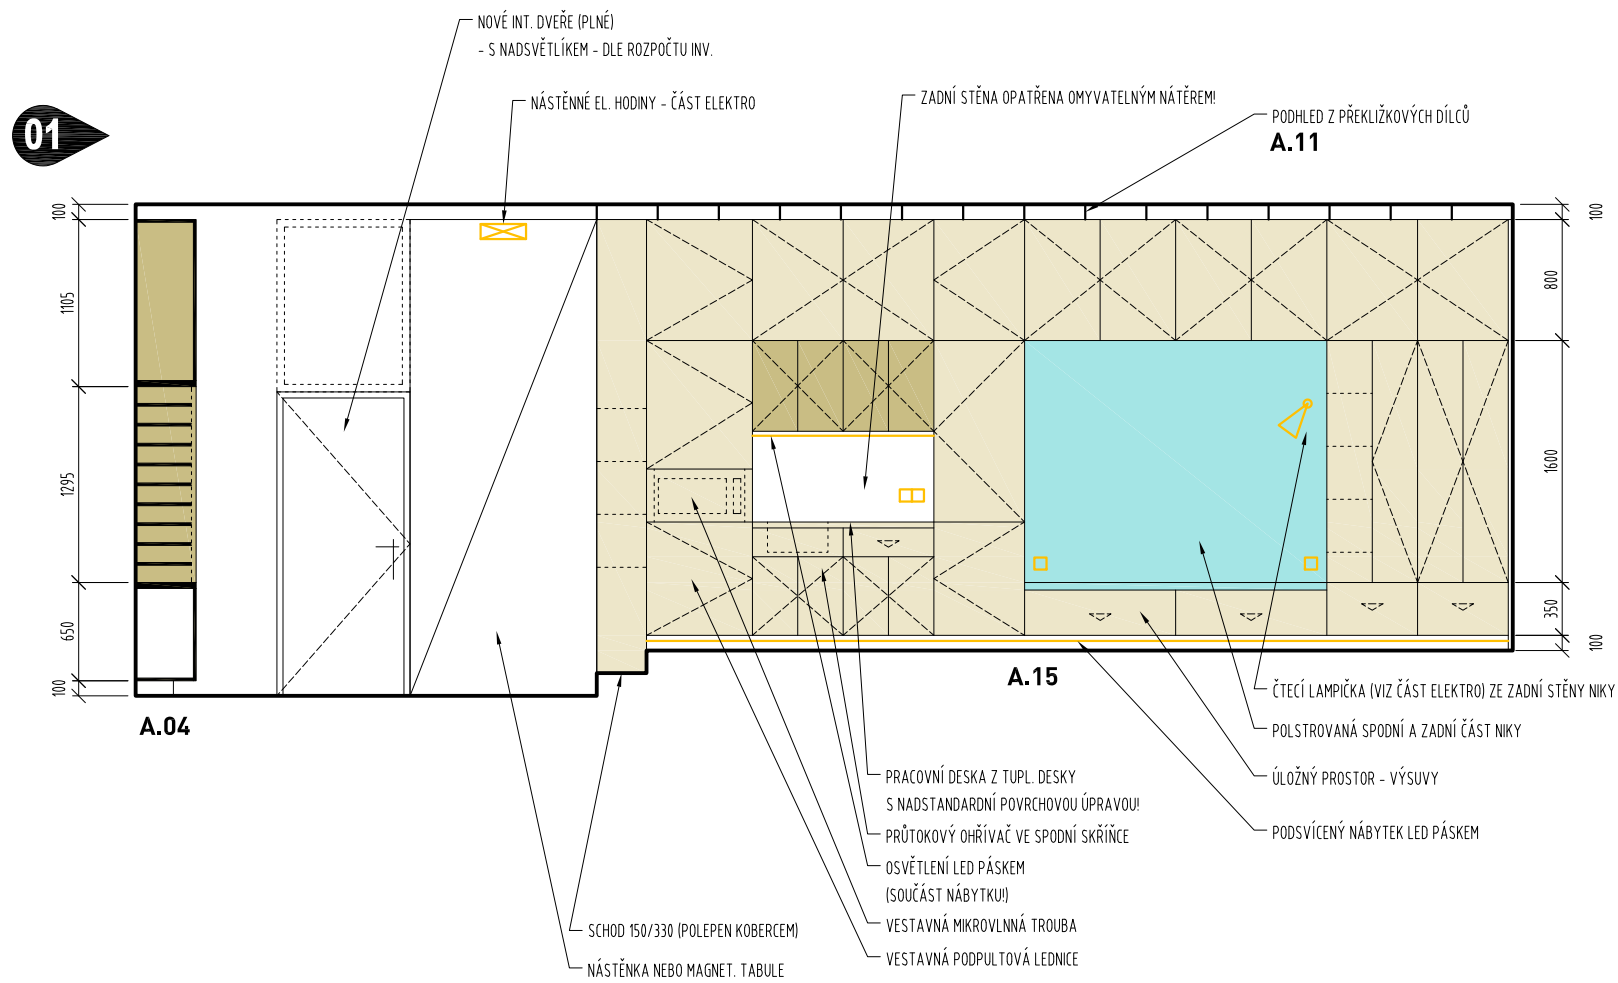 NOVÉ INT. DVEŘE (PLNÉ)
- S NADSVĚTLÍKEM - DLE ROZPOČTU INV.
NÁSTĚNNÉ EL. HODINY - ČÁST ELEKTRO
ZADNÍ STĚNA OPATŘENA OMYVATELNÝM NÁTĚREM!
PODHLED Z PŘEKLIŽKOVÝCH DÍLCŮ
A.11
01
100
1105
1295
650
100
100
800
1600
350
100
A.04
A.15
ČTECÍ LAMPIČKA (VIZ ČÁST ELEKTRO) ZE ZADNÍ STĚNY NIKY
POLSTROVANÁ SPODNÍ A ZADNÍ ČÁST NIKY
ÚLOŽNÝ PROSTOR - VÝSUVY
PODSVÍCENÝ NÁBYTEK LED PÁSKEM
PRACOVNÍ DESKA Z TUPL. DESKY
S NADSTANDARDNÍ POVRCHOVOU ÚPRAVOU!
PRŮTOKOVÝ OHŘÍVAČ VE SPODNÍ SKŘÍŇCE
OSVĚTLENÍ LED PÁSKEM
(SOUČÁST NÁBYTKU!)
VESTAVNÁ MIKROVLNNÁ TROUBA
VESTAVNÁ PODPULTOVÁ LEDNICE
SCHOD 150/330 (POLEPEN KOBERCEM)
NÁSTĚNKA NEBO MAGNET. TABULE